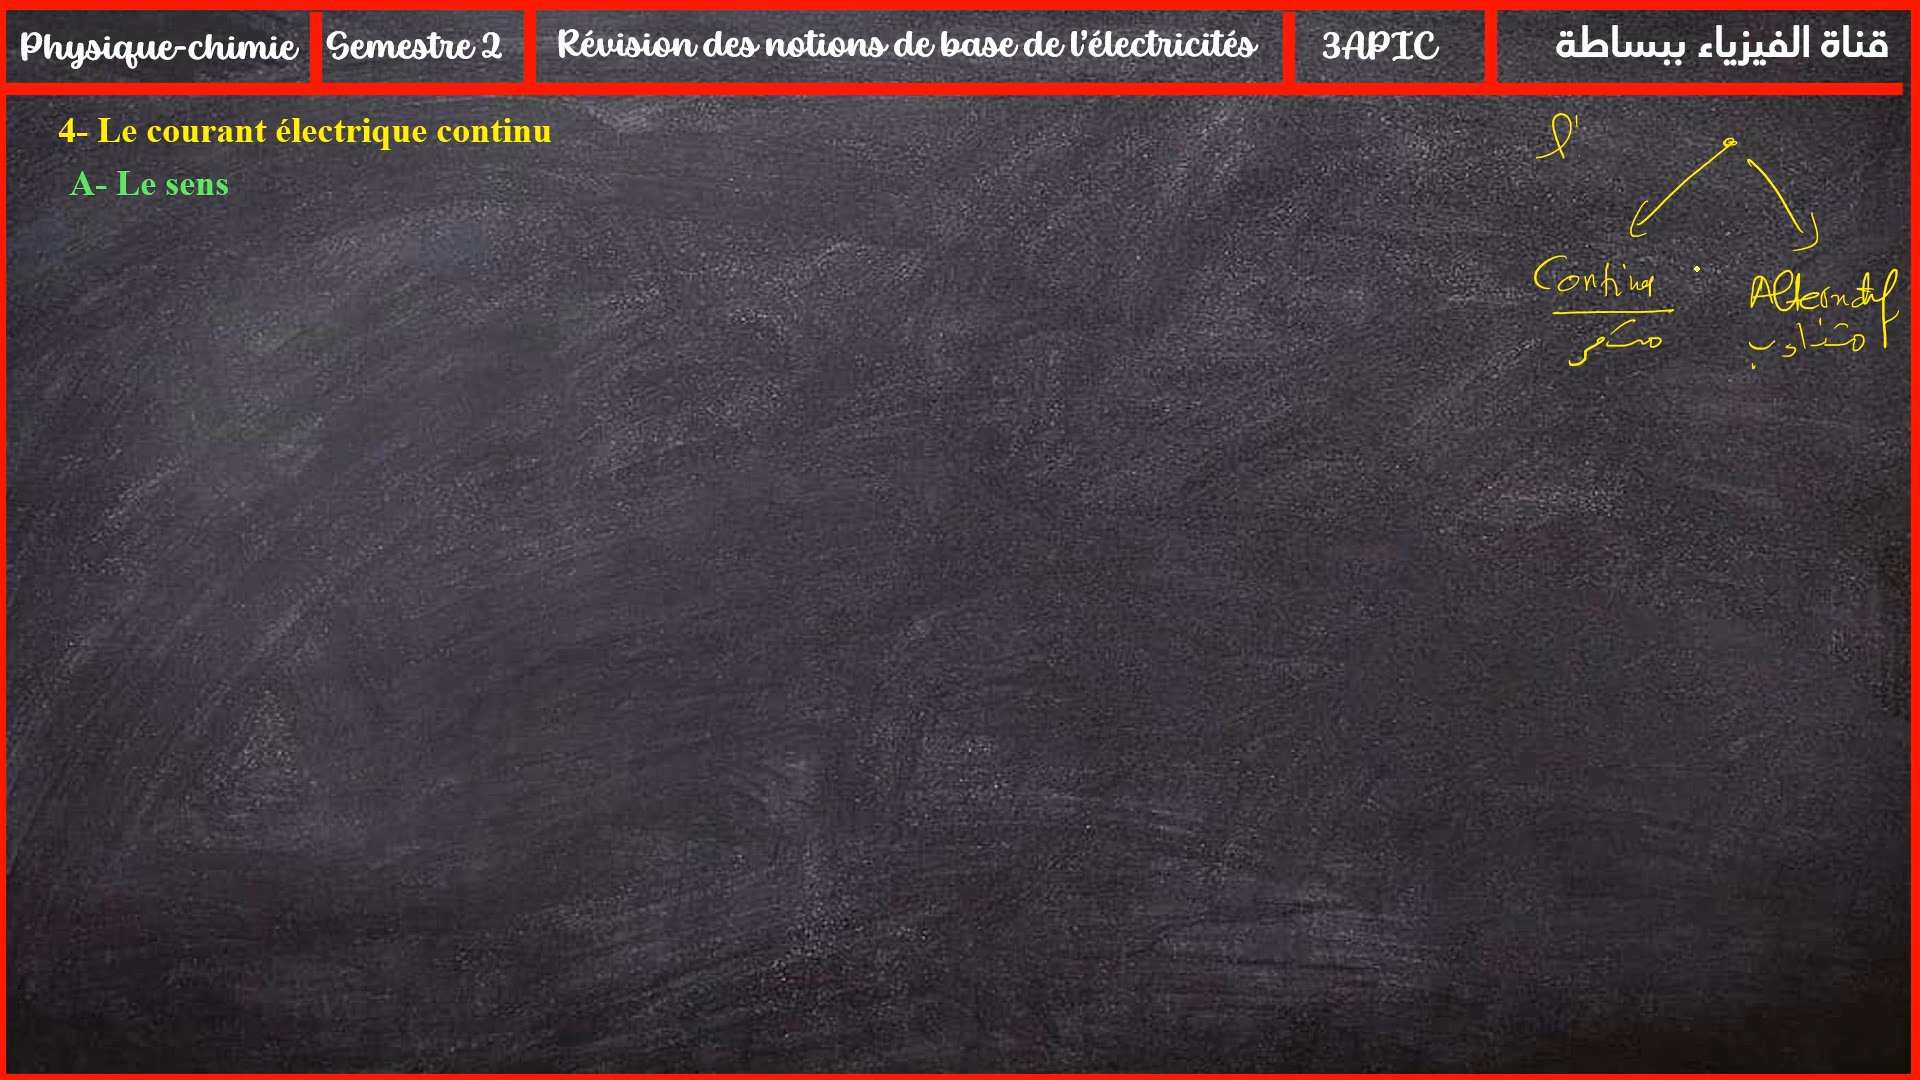 Physique-chimie Semestre 2 Révision des notions de base de l'électricités 3APIC قناة الفيزياء ببساطة
4- Le courant électrique continu
A- Le sens
l'
Continu Alternatif
متناوب